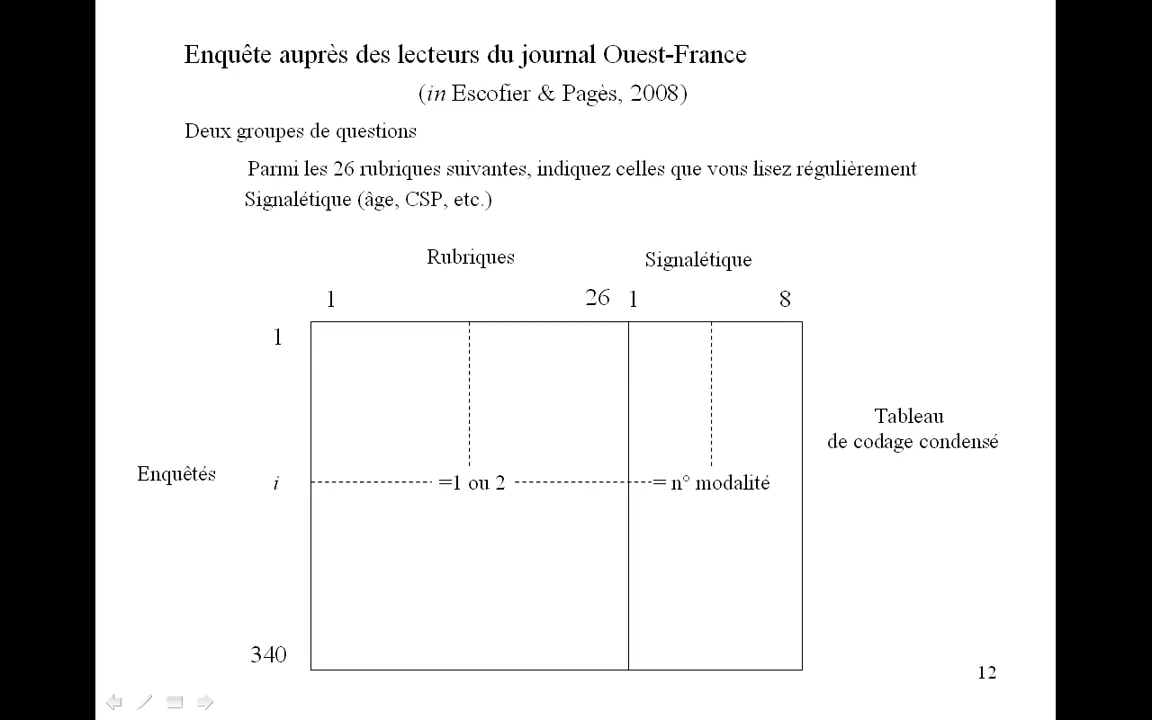 Enquête auprès des lecteurs du journal Ouest-France
(in Escofier & Pagès, 2008)
Deux groupes de questions
Parmi les 26 rubriques suivantes, indiquez celles que vous lisez régulièrement
Signalétique (âge, CSP, etc.)
Rubriques Signalétique
1 26 1 8
1
Tableau
de codage condensé
Enquêtés i =1 ou 2 = n° modalité
340
12